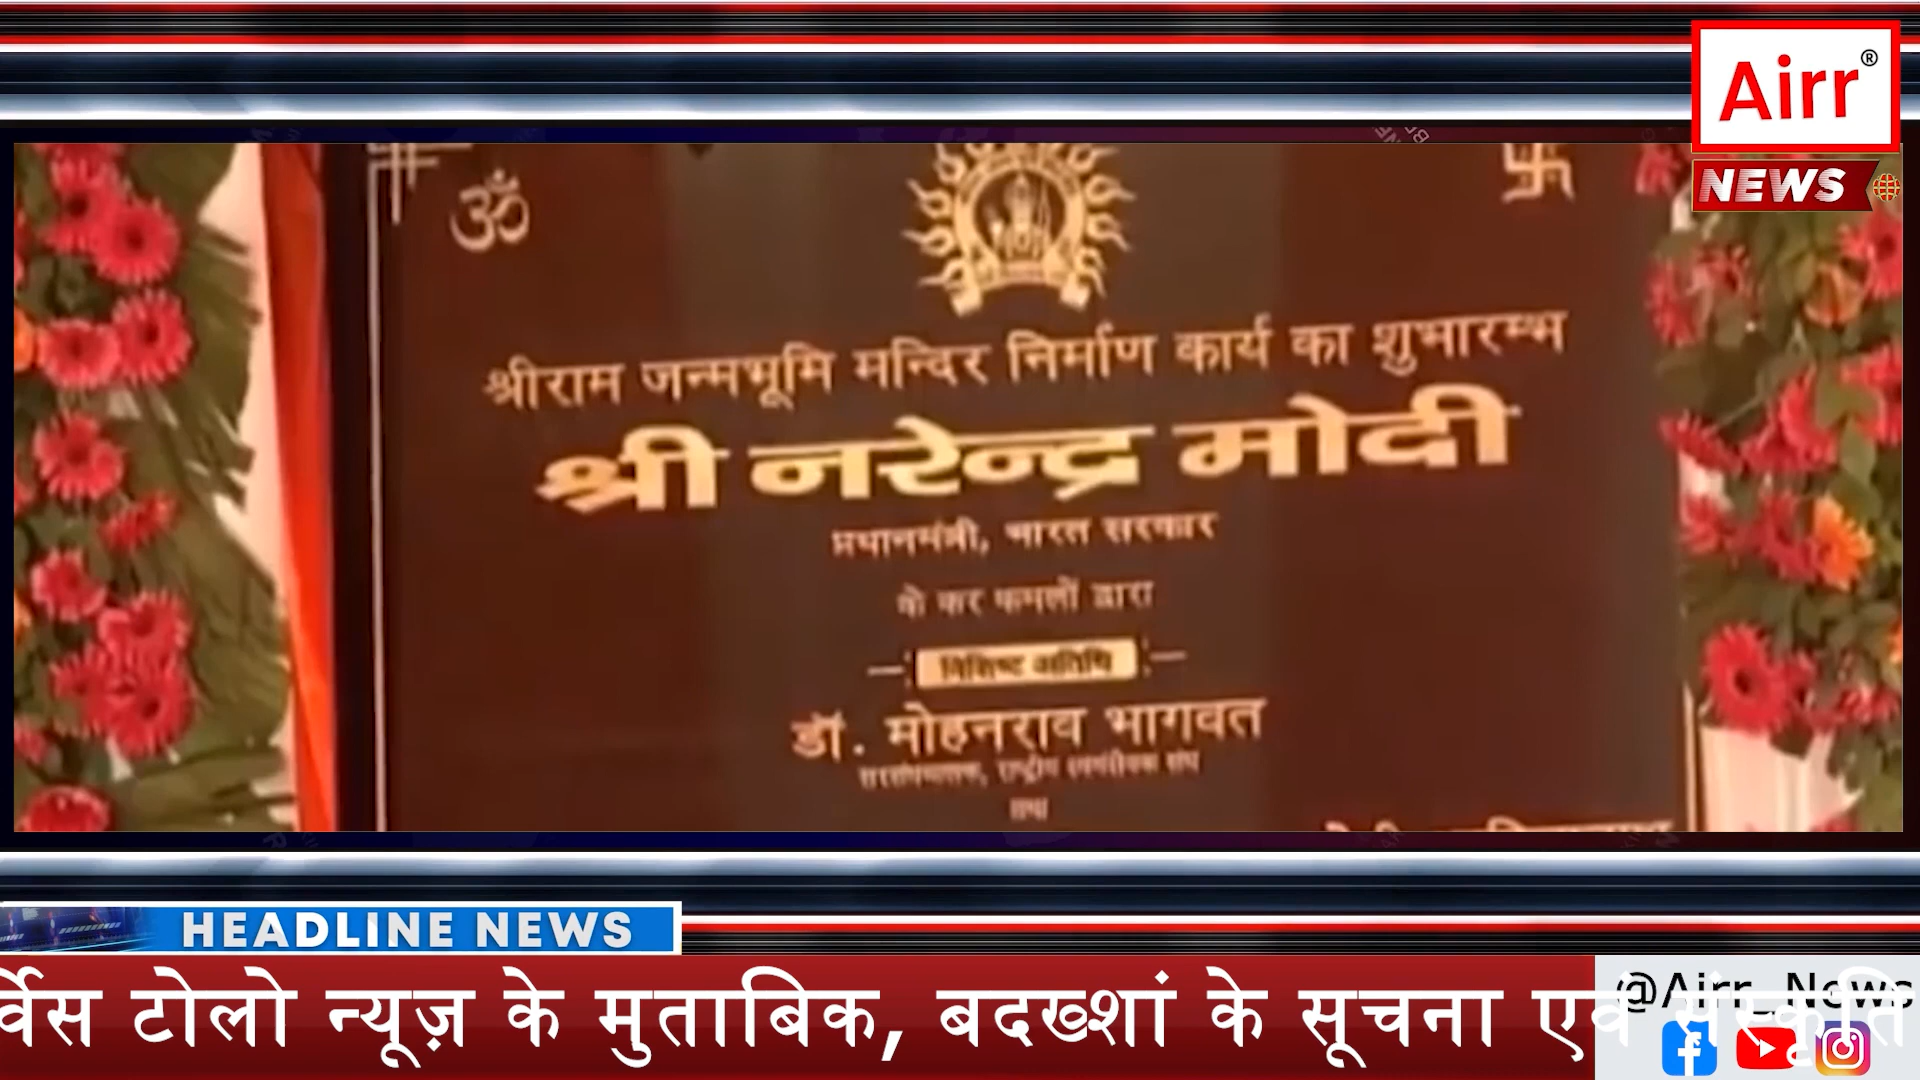 Airr®
NEWS
ॐ
श्रीराम जन्मभूमि मन्दिर निर्माण कार्य का शुभारम्भ
श्री नरेन्द्र मोदी
प्रधानमंत्री, भारत सरकार
के कर कमलों द्वारा
विशिष्ट अतिथि
डॉ. मोहनराव भागवत
सरसंघचालक, राष्ट्रीय स्वयंसेवक संघ
तथा
HEADLINE NEWS
र्विस टोलो न्यूज़ के मुताबिक, बदख्शां के सूचना एवं संस्कृति
@Airr_News